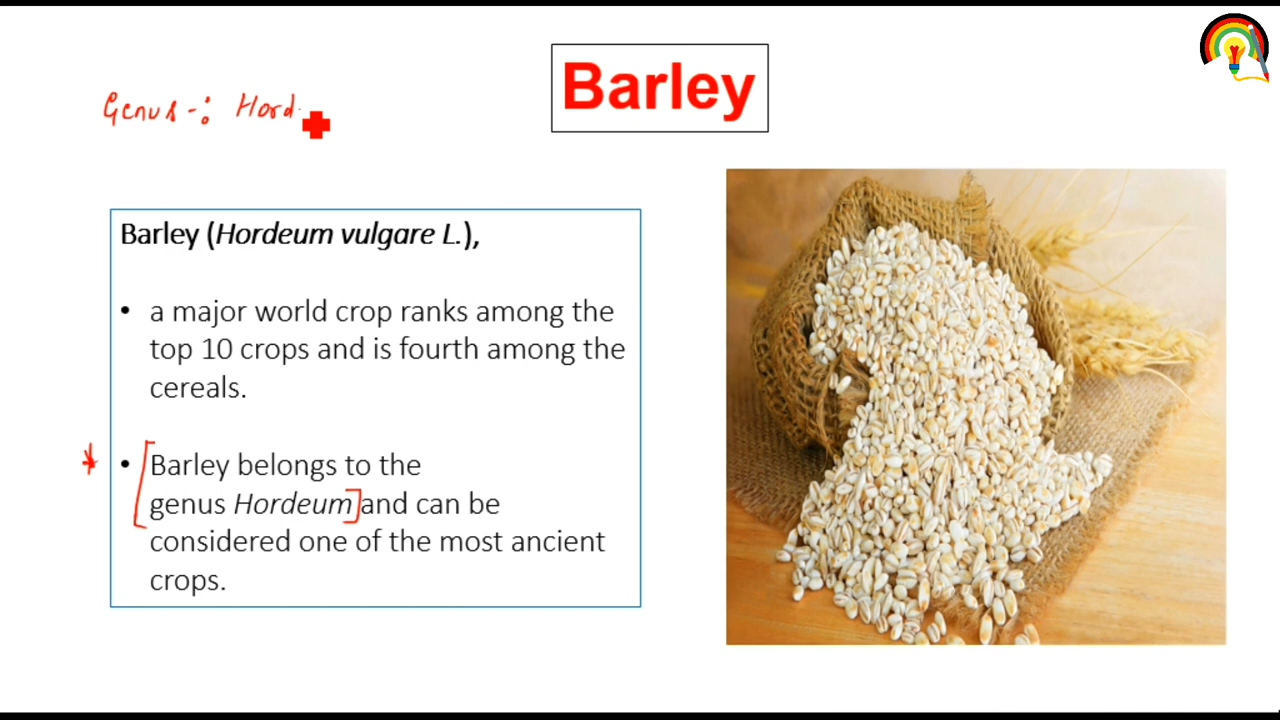 Barley
Genus -: Hord
Barley (Hordeum vulgare L.),
• a major world crop ranks among the
top 10 crops and is fourth among the
cereals.
• Barley belongs to the
genus Hordeum and can be
considered one of the most ancient
crops.